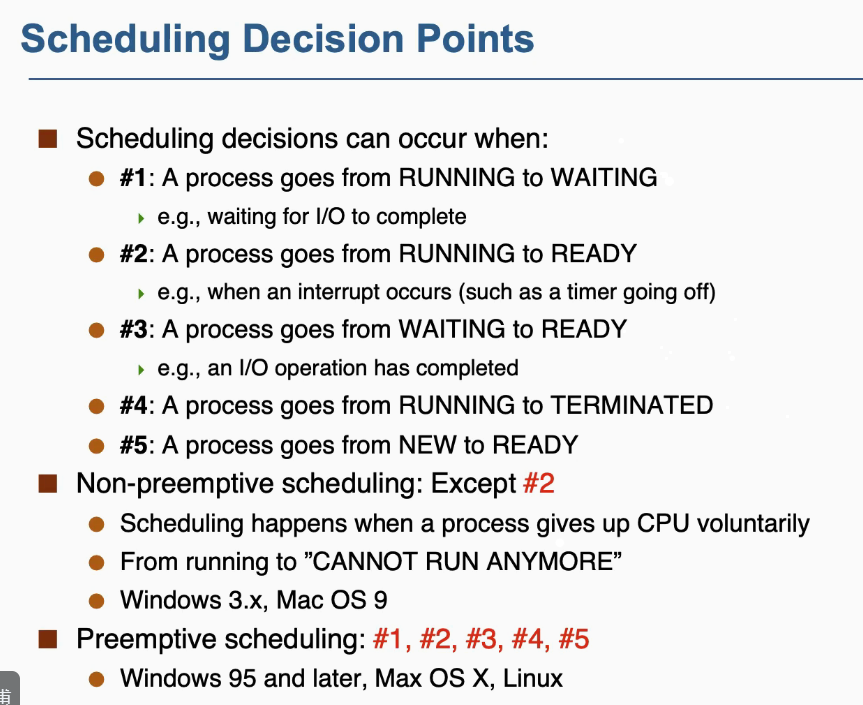 Scheduling Decision Points
Scheduling decisions can occur when:
#1: A process goes from RUNNING to WAITING
e.g., waiting for I/O to complete
#2: A process goes from RUNNING to READY
e.g., when an interrupt occurs (such as a timer going off)
#3: A process goes from WAITING to READY
e.g., an I/O operation has completed
#4: A process goes from RUNNING to TERMINATED
#5: A process goes from NEW to READY
Non-preemptive scheduling: Except #2
Scheduling happens when a process gives up CPU voluntarily
From running to ”CANNOT RUN ANYMORE”
Windows 3.x, Mac OS 9
Preemptive scheduling: #1, #2, #3, #4, #5
Windows 95 and later, Max OS X, Linux